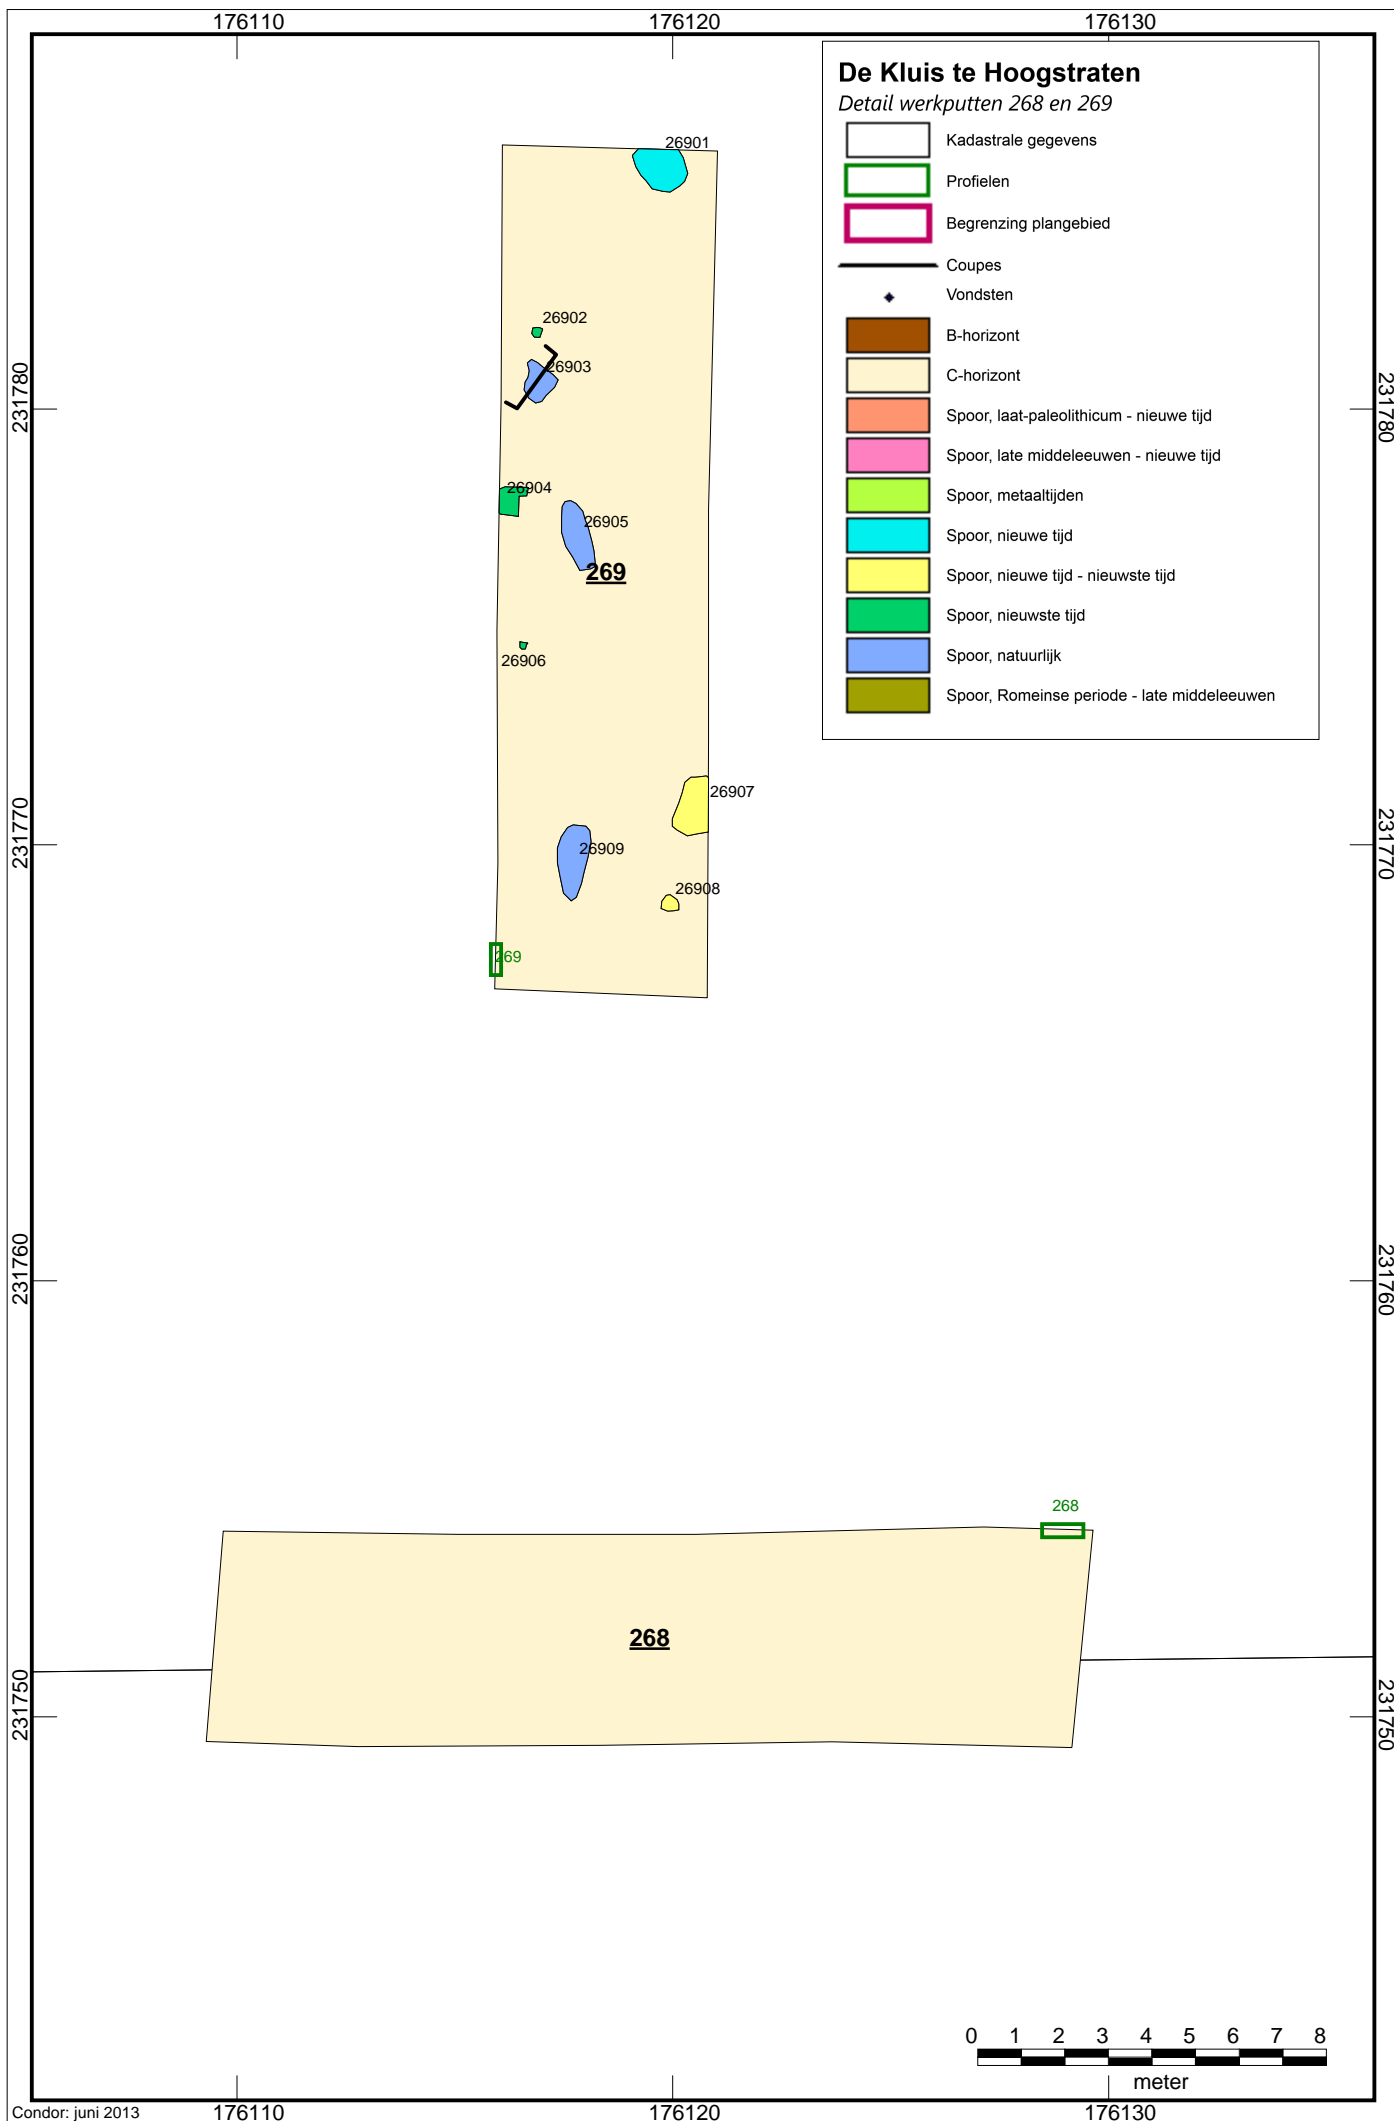 176110 176120 176130
De Kluis te Hoogstraten
Detail werkputten 268 en 269
Kadastrale gegevens
Profielen
Begrenzing plangebied
Coupes
Vondsten
B-horizont
C-horizont
Spoor, laat-paleolithicum - nieuwe tijd
Spoor, late middeleeuwen - nieuwe tijd
Spoor, metaaltijden
Spoor, nieuwe tijd
Spoor, nieuwe tijd - nieuwste tijd
Spoor, nieuwste tijd
Spoor, natuurlijk
Spoor, Romeinse periode - late middeleeuwen
26901
26902
26903
231780 231780
26904
26905
269
26906
26907
231770 231770
26909
26908
269
231760 231760
268
268
231750 231750
0 1 2 3 4 5 6 7 8
meter
Condor: juni 2013
176110 176120 176130